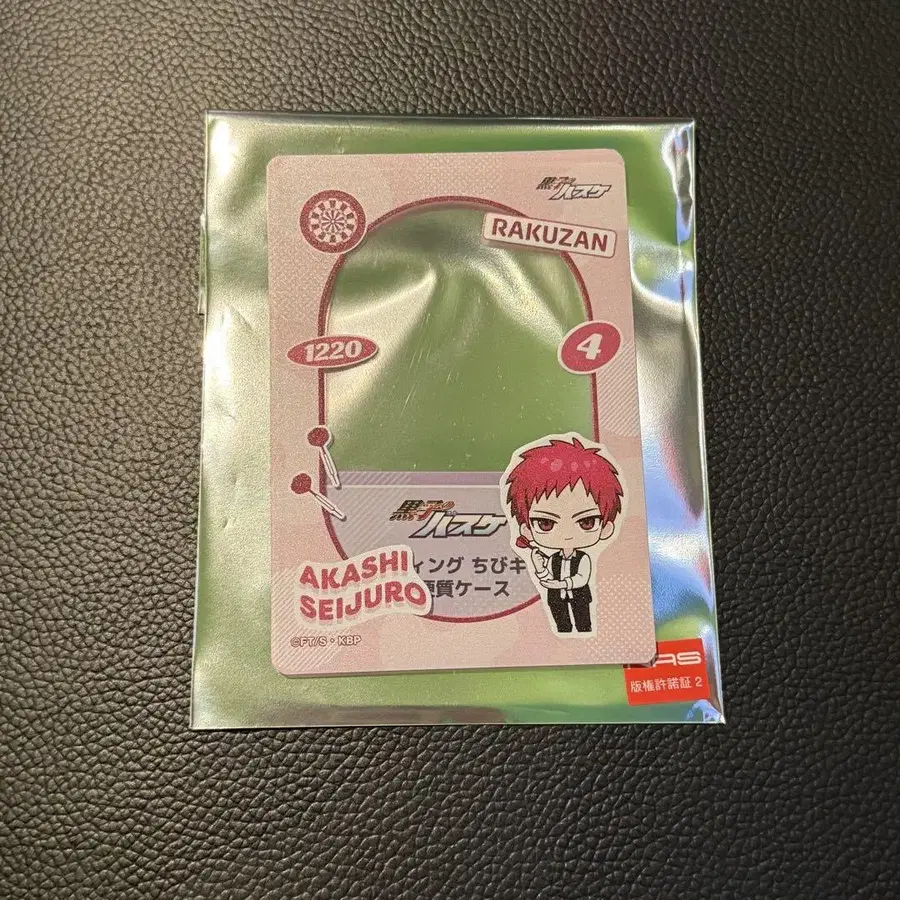 黒子のバスケ
RAKUZAN
1220
4
黒子のバスケ
ィング ちびキ
硬質ケース
AKASHI
SEIJURO
©FT/S・KBP
版権許諾証 2